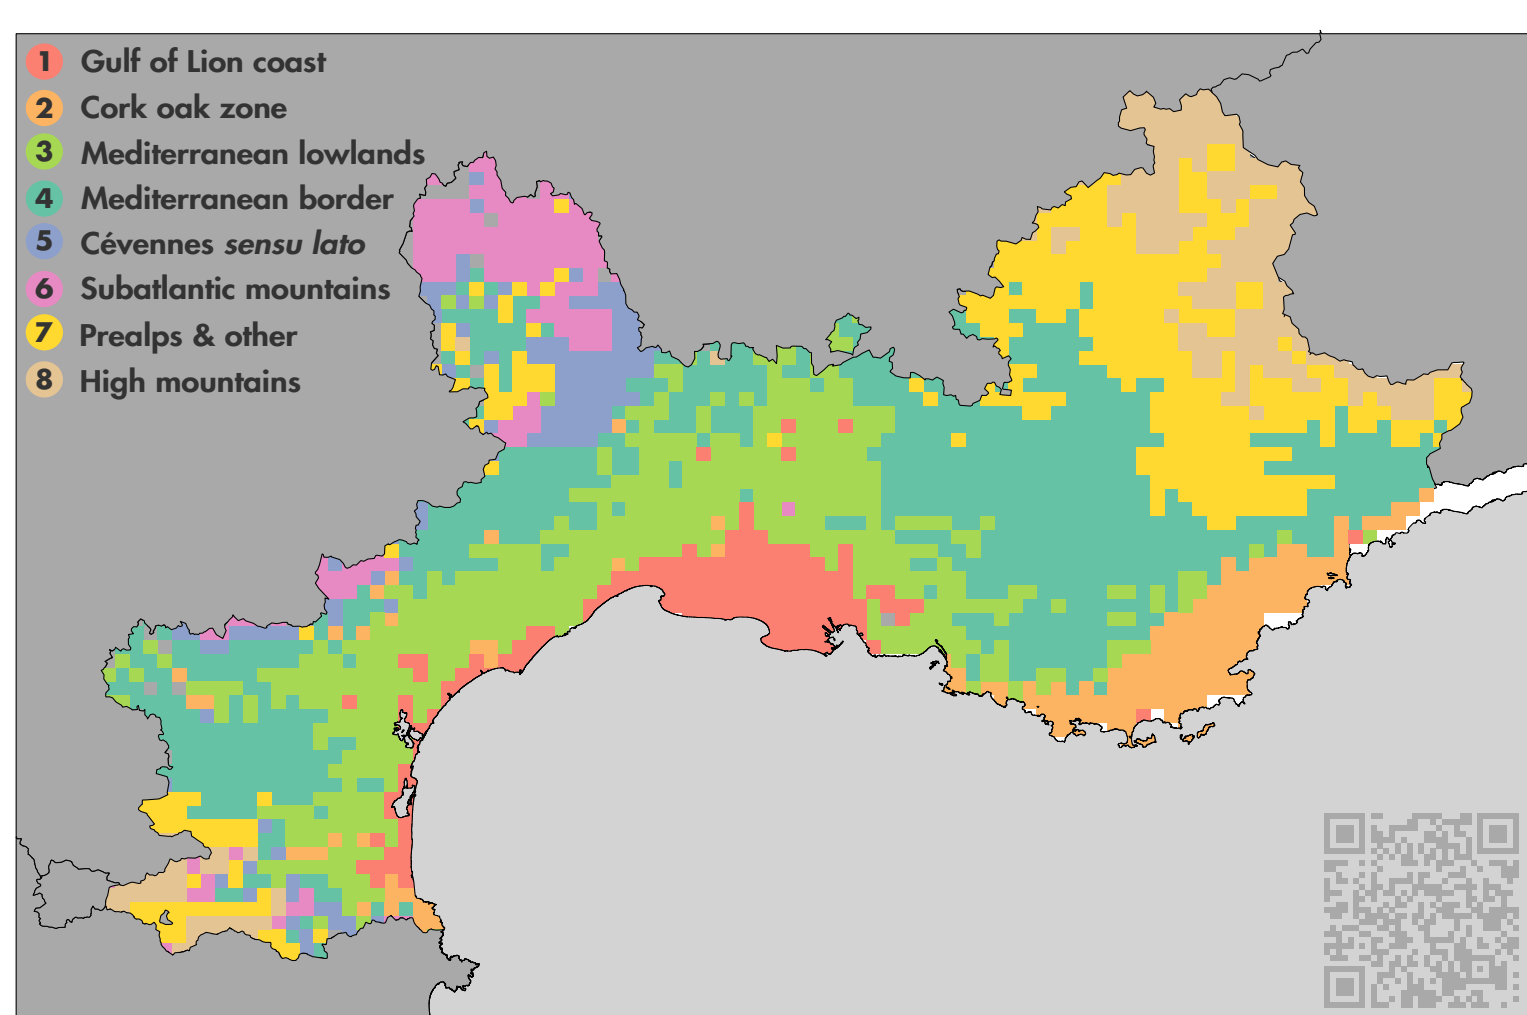 1 Gulf of Lion coast
2 Cork oak zone
3 Mediterranean lowlands
4 Mediterranean border
5 Cévennes sensu lato
6 Subatlantic mountains
7 Prealps & other
8 High mountains